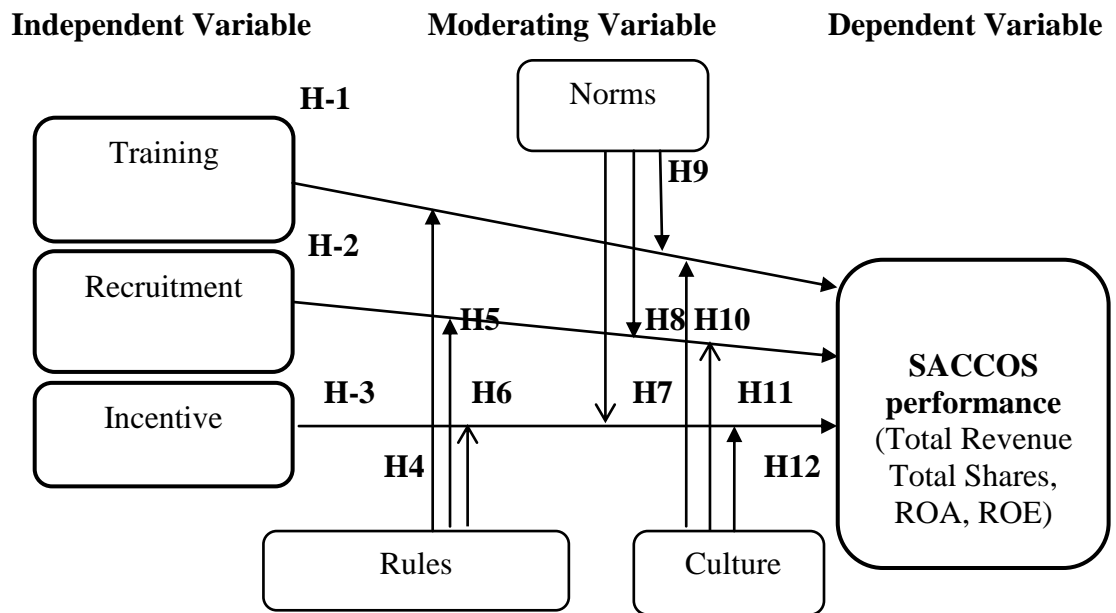 Independent Variable
Moderating Variable
Dependent Variable
Norms
H-1
Training
H9
H-2
Recruitment
H5
H8
H10
SACCOS
performance
(Total Revenue
Total Shares,
ROA, ROE)
H-3
H6
H7
H11
Incentive
H4
H12
Rules
Culture